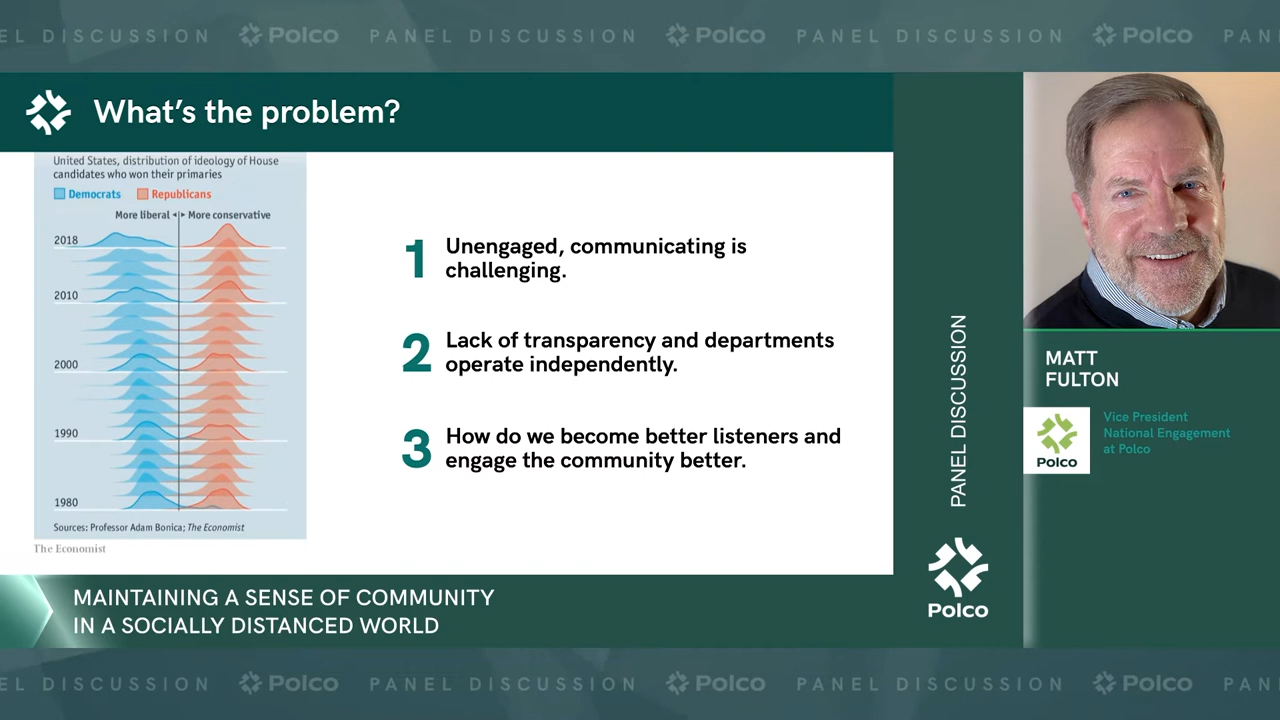 EL DISCUSSION Polco PANEL DISCUSSION Polco PANEL DISCUSSION Polco PAN
What's the problem?
United States, distribution of ideology of House
candidates who won their primaries
Democrats Republicans
More liberal More conservative
2018
2010
2000
1990
1980
Sources: Professor Adam Bonica; The Economist
The Economist
1 Unengaged, communicating is
challenging.
2 Lack of transparency and departments
operate independently.
3 How do we become better listeners and
engage the community better.
PANEL DISCUSSION
Polco
MATT
FULTON
Polco
Vice President
National Engagement
at Polco
MAINTAINING A SENSE OF COMMUNITY
IN A SOCIALLY DISTANCED WORLD
EL DISCUSSION Polco PANEL DISCUSSION Polco PANEL DISCUSSION Polco PAN